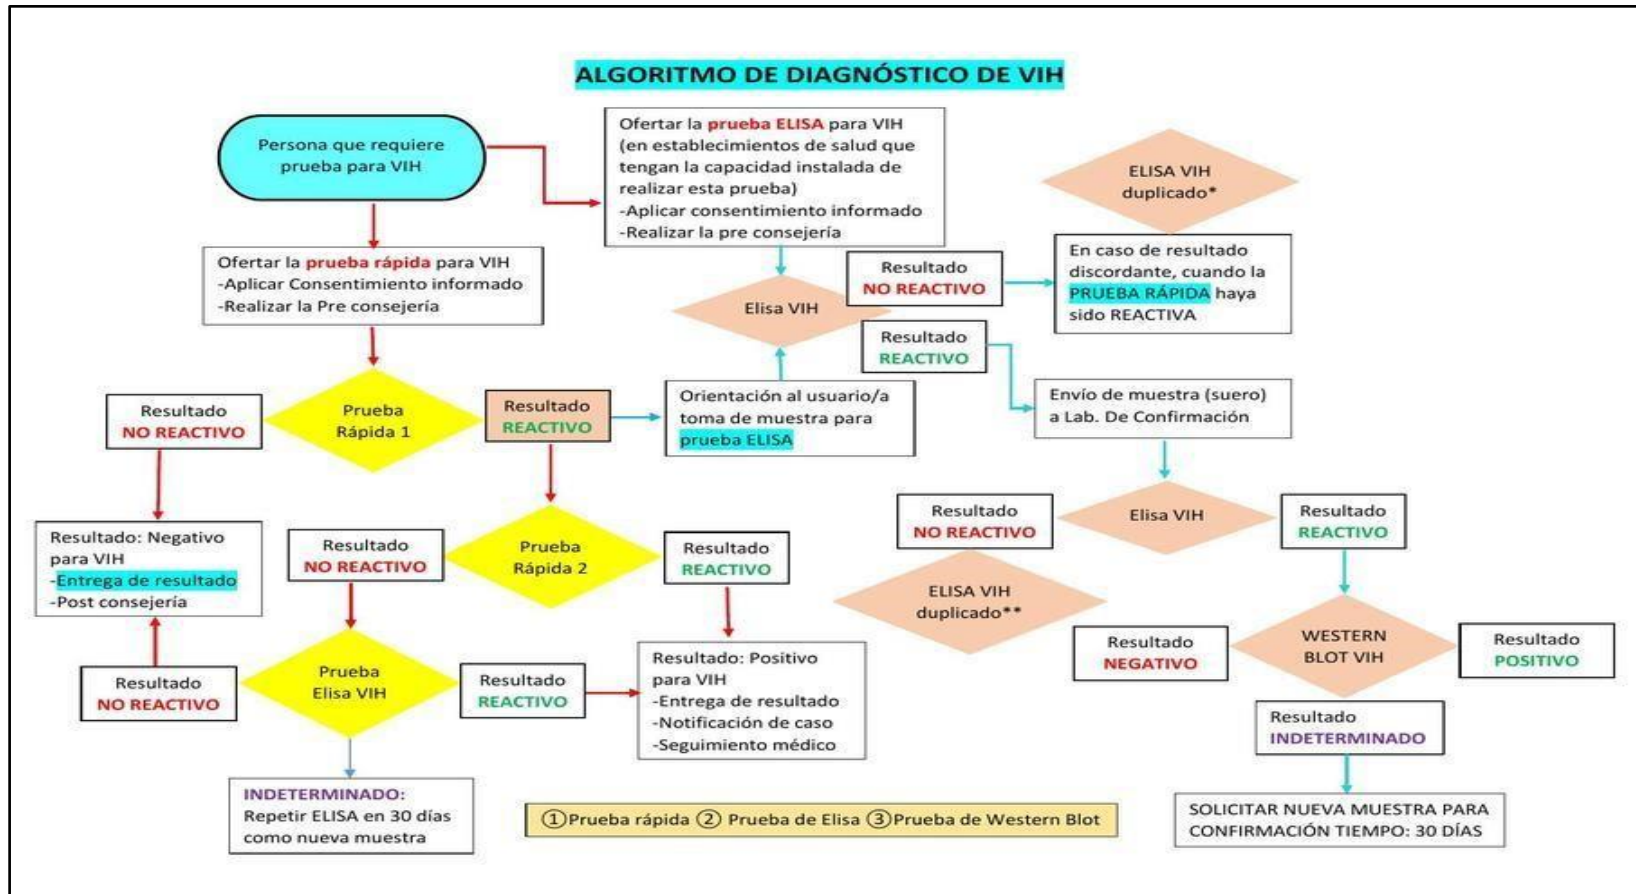 ALGORITMO DE DIAGNÓSTICO DE VIH
Persona que requiere
prueba para VIH
Ofertar la prueba ELISA para VIH
(en establecimientos de salud que
tengan la capacidad instalada de
realizar esta prueba)
-Aplicar consentimiento informado
-Realizar la pre consejería
ELISA VIH
duplicado*
Ofertar la prueba rápida para VIH
-Aplicar Consentimiento informado
-Realizar la Pre consejería
Elisa VIH
Resultado
NO REACTIVO
En caso de resultado
discordante, cuando la
PRUEBA RÁPIDA haya
sido REACTIVA
Resultado
REACTIVO
Resultado
NO REACTIVO
Prueba
Rápida 1
Resultado
REACTIVO
Orientación al usuario/a
toma de muestra para
prueba ELISA
Envío de muestra (suero)
a Lab. De Confirmación
Resultado: Negativo
para VIH
-Entrega de resultado
-Post consejería
Resultado
NO REACTIVO
Prueba
Rápida 2
Resultado
REACTIVO
Resultado
NO REACTIVO
Elisa VIH
Resultado
REACTIVO
ELISA VIH
duplicado**
Resultado
NO REACTIVO
Prueba
Elisa VIH
Resultado
REACTIVO
Resultado: Positivo
para VIH
-Entrega de resultado
-Notificación de caso
-Seguimiento médico
Resultado
NEGATIVO
WESTERN
BLOT VIH
Resultado
POSITIVO
Resultado
INDETERMINADO
INDETERMINADO:
Repetir ELISA en 30 días
como nueva muestra
①Prueba rápida ② Prueba de Elisa ③Prueba de Western Blot
SOLICITAR NUEVA MUESTRA PARA
CONFIRMACIÓN TIEMPO: 30 DÍAS